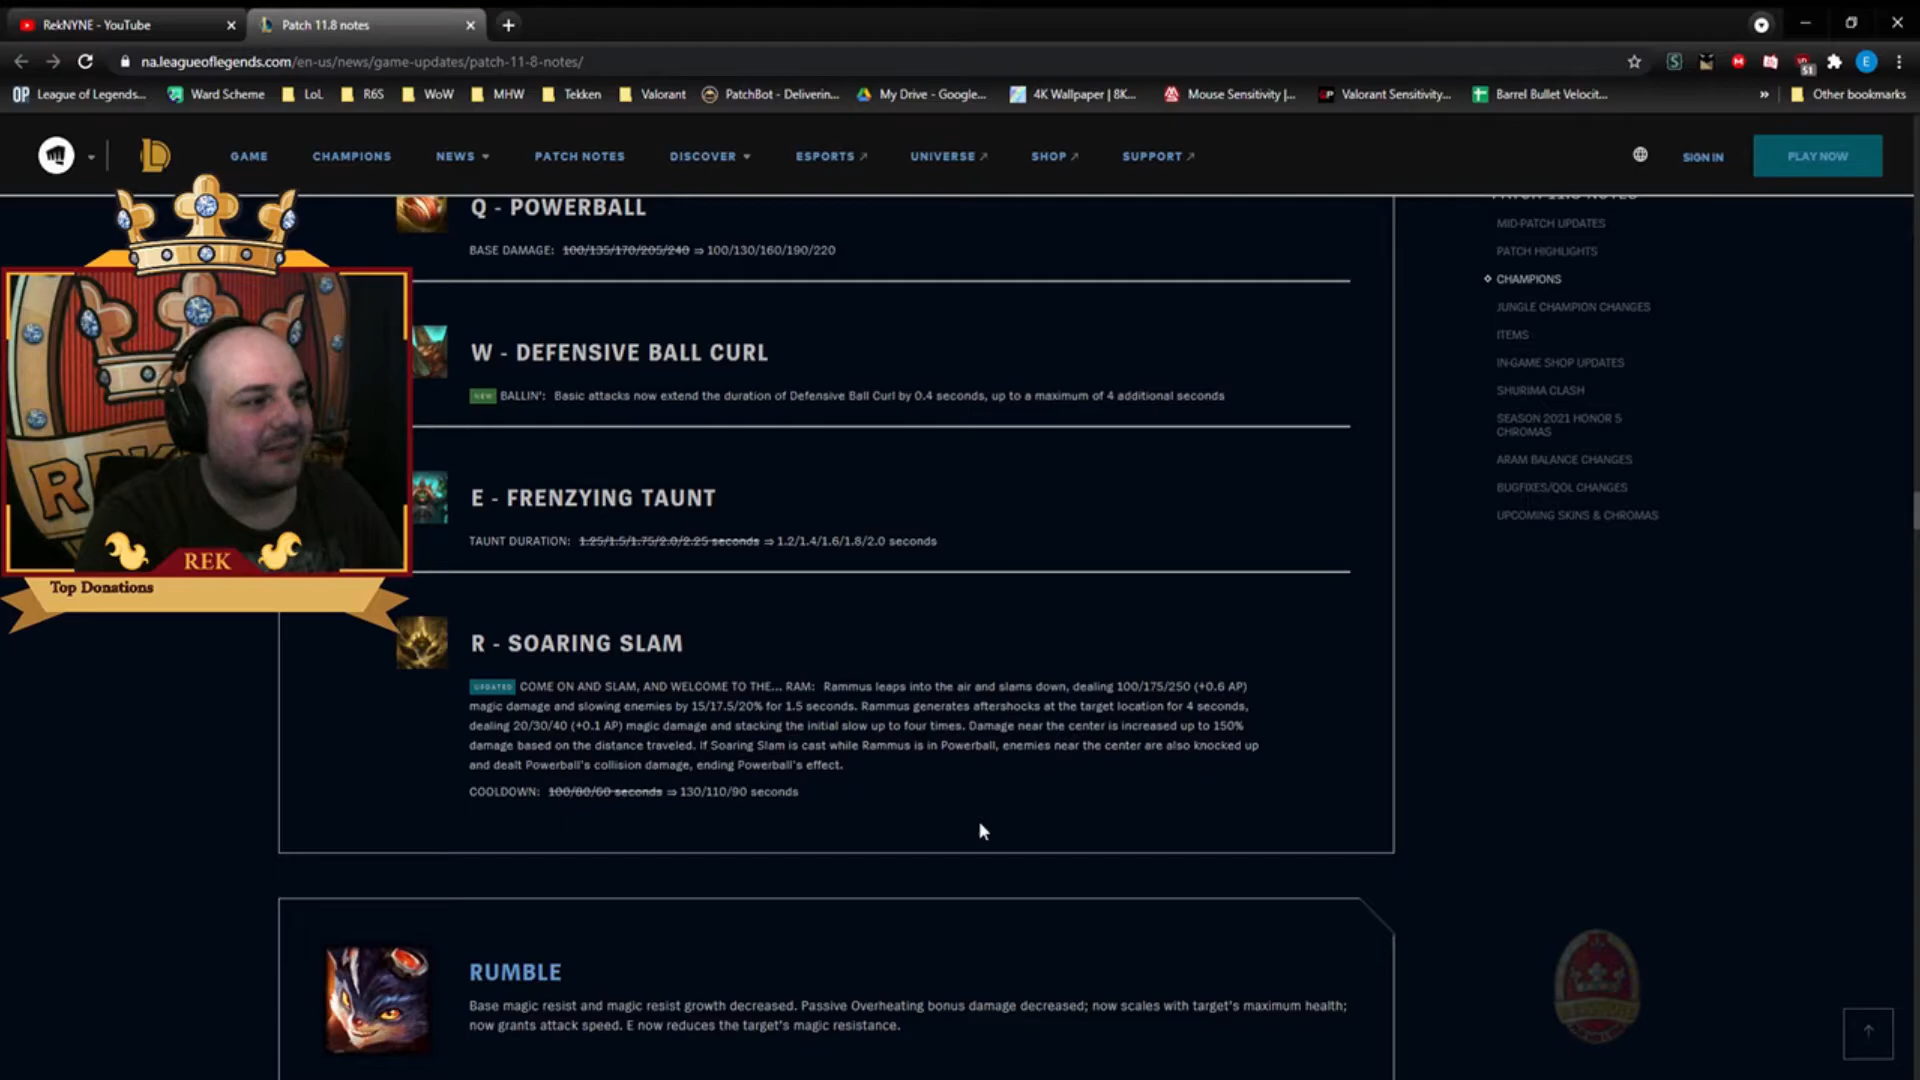 RekNYNE - YouTube
Patch 11.8 notes
na.leagueoflegends.com/en-us/news/game-updates/patch-11-8-notes/
E
51
OP League of Legends...
Ward Scheme
LoL
R6S
WoW
MHW
Tekken
Valorant
PatchBot - Deliverin...
My Drive - Google...
4K Wallpaper | 8K...
Mouse Sensitivity |...
Valorant Sensitivity...
Barrel Bullet Velocit...
Other bookmarks
GAME
CHAMPIONS
NEWS
PATCH NOTES
DISCOVER
ESPORTS
UNIVERSE
SHOP
SUPPORT
SIGN IN
PLAY NOW
Q - POWERBALL
BASE DAMAGE: 100/135/170/205/240 ⇒ 100/130/160/190/220
W - DEFENSIVE BALL CURL
NEW BALLIN': Basic attacks now extend the duration of Defensive Ball Curl by 0.4 seconds, up to a maximum of 4 additional seconds
E - FRENZYING TAUNT
TAUNT DURATION: 1.25/1.5/1.75/2.0/2.25 seconds ⇒ 1.2/1.4/1.6/1.8/2.0 seconds
R - SOARING SLAM
UPDATED COME ON AND SLAM, AND WELCOME TO THE... RAM: Rammus leaps into the air and slams down, dealing 100/175/250 (+0.6 AP)
magic damage and slowing enemies by 15/17.5/20% for 1.5 seconds. Rammus generates aftershocks at the target location for 4 seconds,
dealing 20/30/40 (+0.1 AP) magic damage and stacking the initial slow up to four times. Damage near the center is increased up to 150%
damage based on the distance traveled. If Soaring Slam is cast while Rammus is in Powerball, enemies near the center are also knocked up
and dealt Powerball's collision damage, ending Powerball's effect.
COOLDOWN: 100/80/60 seconds ⇒ 130/110/90 seconds
RUMBLE
Base magic resist and magic resist growth decreased. Passive Overheating bonus damage decreased; now scales with target's maximum health;
now grants attack speed. E now reduces the target's magic resistance.
PATCH 11.8 NOTES
MID-PATCH UPDATES
PATCH HIGHLIGHTS
CHAMPIONS
JUNGLE CHAMPION CHANGES
ITEMS
IN-GAME SHOP UPDATES
SHURIMA CLASH
SEASON 2021 HONOR 5
CHROMAS
ARAM BALANCE CHANGES
BUGFIXES/QOL CHANGES
UPCOMING SKINS & CHROMAS
REK
Top Donations